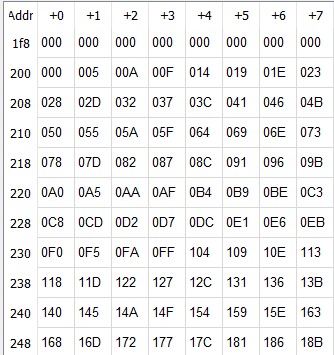 Addr +0 +1 +2 +3 +4 +5 +6 +7
1f8 000 000 000 000 000 000 000 000
200 000 005 00A 00F 014 019 01E 023
208 028 02D 032 037 03C 041 046 04B
210 050 055 05A 05F 064 069 06E 073
218 078 07D 082 087 08C 091 096 09B
220 0A0 0A5 0AA 0AF 0B4 0B9 0BE 0C3
228 0C8 0CD 0D2 0D7 0DC 0E1 0E6 0EB
230 0F0 0F5 0FA 0FF 104 109 10E 113
238 118 11D 122 127 12C 131 136 13B
240 140 145 14A 14F 154 159 15E 163
248 168 16D 172 177 17C 181 186 18B